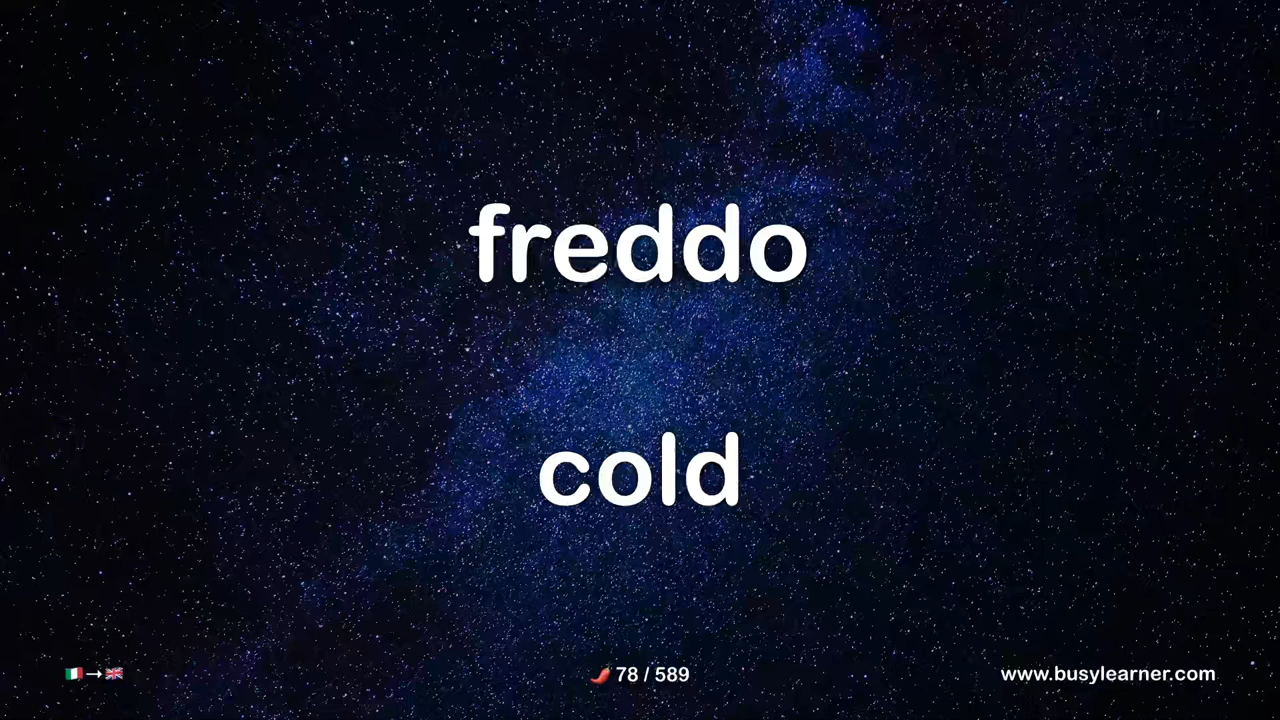 freddo
cold
🇮🇹→🇬🇧 🌶️ 78 / 589 www.busylearner.com